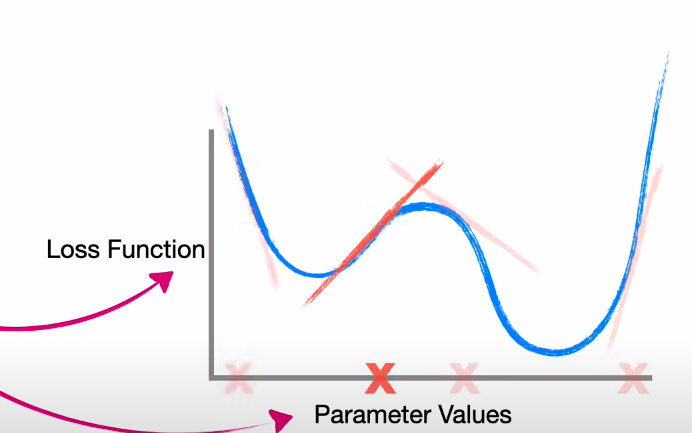 Loss Function
X X X X
Parameter Values